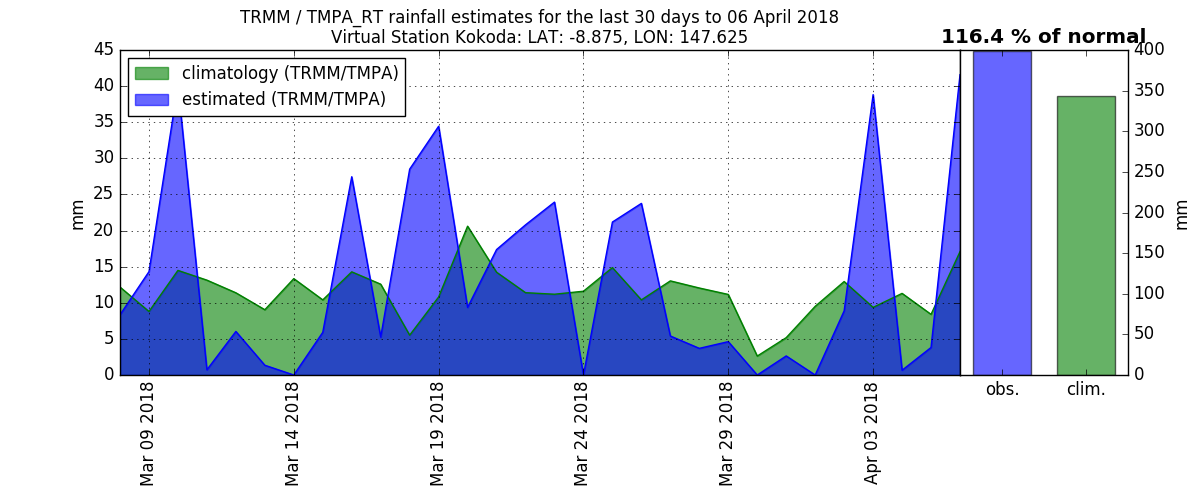 TRMM / TMPA_RT rainfall estimates for the last 30 days to 06 April 2018
Virtual Station Kokoda: LAT: -8.875, LON: 147.625
116.4 % of normal
climatology (TRMM/TMPA)
estimated (TRMM/TMPA)
45
40
35
30
25
20
15
10
5
0
mm
Mar 09 2018
Mar 14 2018
Mar 19 2018
Mar 24 2018
Mar 29 2018
Apr 03 2018
400
350
300
250
200
150
100
50
0
mm
obs.
clim.